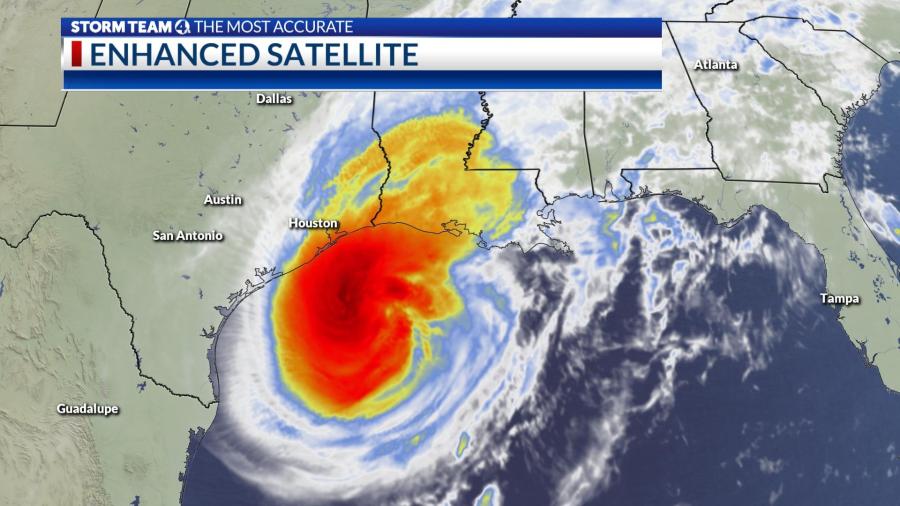 STORM TEAM 4 THE MOST ACCURATE
ENHANCED SATELLITE
Atlanta
Dallas
Austin
Houston
San Antonio
Tampa
Guadalupe